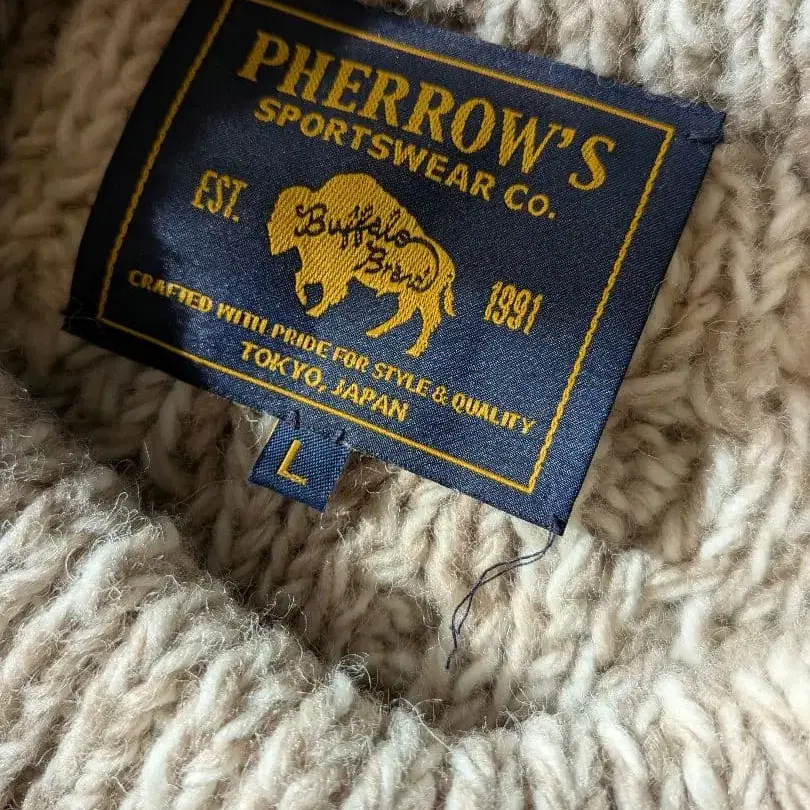 PHERROW'S
SPORTSWEAR CO.
EST.
Buffalo
Brand
1991
CRAFTED WITH PRIDE FOR STYLE & QUALITY
TOKYO, JAPAN
L